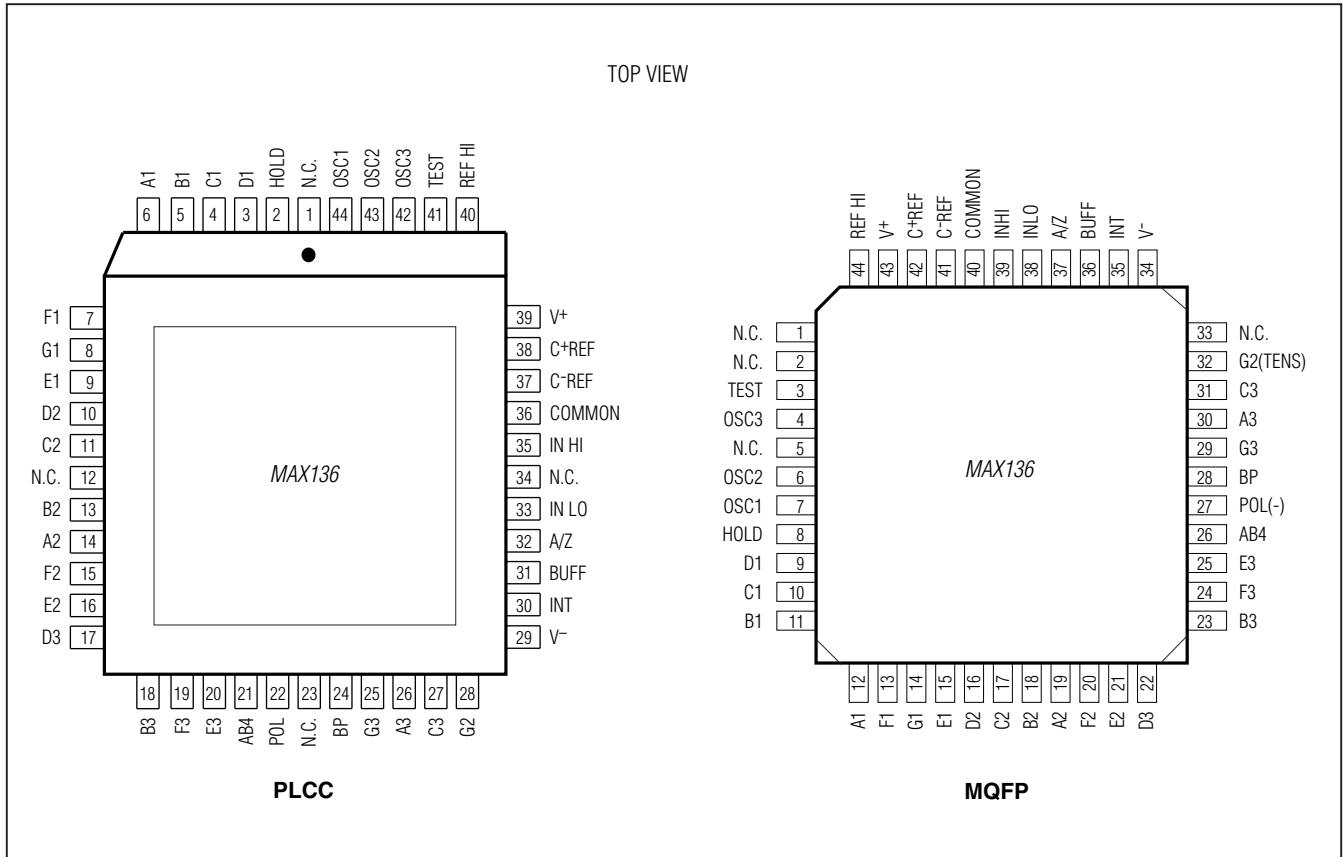 TOP VIEW
A1 B1 C1 D1 HOLD N.C. OSC1 OSC2 OSC3 TEST REF HI
6 5 4 3 2 1 44 43 42 41 40
F1 7
G1 8
E1 9
D2 10
C2 11
N.C. 12
B2 13
A2 14
F2 15
E2 16
D3 17
MAX136
39 V+
38 C+REF
37 C-REF
36 COMMON
35 IN HI
34 N.C.
33 IN LO
32 A/Z
31 BUFF
30 INT
29 V–
18 19 20 21 22 23 24 25 26 27 28
B3 F3 E3 AB4 POL N.C. BP G3 A3 C3 G2
PLCC
REF HI V+ C+REF C-REF COMMON INHI INLO A/Z BUFF INT V-
44 43 42 41 40 39 38 37 36 35 34
N.C. 1
N.C. 2
TEST 3
OSC3 4
N.C. 5
OSC2 6
OSC1 7
HOLD 8
D1 9
C1 10
B1 11
MAX136
33 N.C.
32 G2(TENS)
31 C3
30 A3
29 G3
28 BP
27 POL(-)
26 AB4
25 E3
24 F3
23 B3
12 13 14 15 16 17 18 19 20 21 22
A1 F1 G1 E1 D2 C2 B2 A2 F2 E2 D3
MQFP